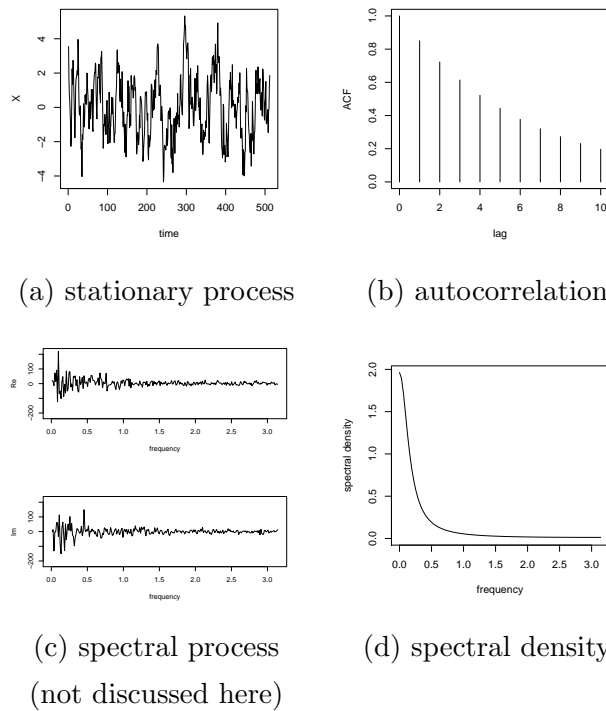 X
−4 −2 0 2 4
0 100 200 300 400 500
time
(a) stationary process
ACF
0.0 0.2 0.4 0.6 0.8 1.0
0 2 4 6 8 10
lag
(b) autocorrelation
Re
−200 0 100
0.0 0.5 1.0 1.5 2.0 2.5 3.0
frequency
Im
−200 0 100
0.0 0.5 1.0 1.5 2.0 2.5 3.0
frequency
(c) spectral process
(not discussed here)
spectral density
0.0 0.5 1.0 1.5 2.0
0.0 0.5 1.0 1.5 2.0 2.5 3.0
frequency
(d) spectral density